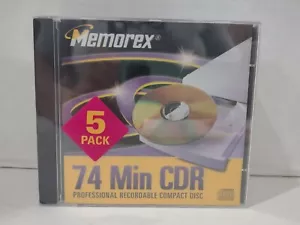 Memorex®
5
PACK
74 Min CDR
PROFESSIONAL RECORDABLE COMPACT DISC